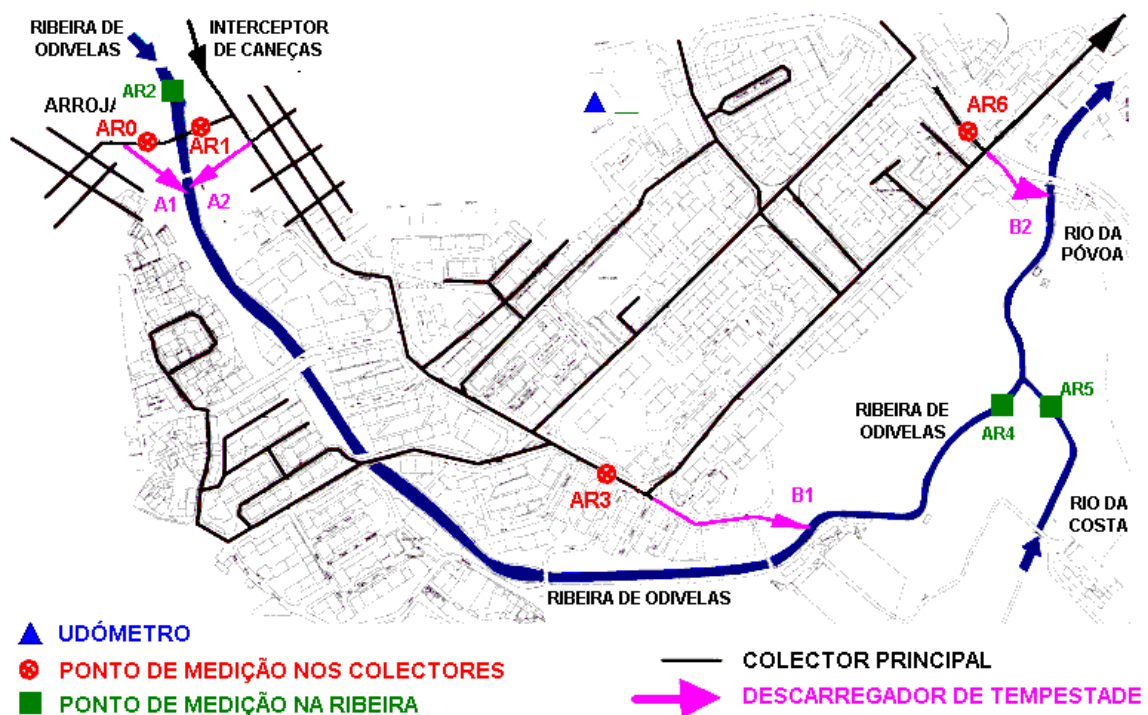 RIBEIRA DE
ODIVELAS
INTERCEPTOR
DE CANEÇAS
AR2
ARROJA
AR0
AR1
A1
A2
AR6
B2
RIO DA
PÓVOA
RIBEIRA DE
ODIVELAS
AR5
AR4
AR3
B1
RIO DA
COSTA
RIBEIRA DE ODIVELAS
UDÓMETRO
PONTO DE MEDIÇÃO NOS COLECTORES
PONTO DE MEDIÇÃO NA RIBEIRA
COLECTOR PRINCIPAL
DESCARREGADOR DE TEMPESTADE